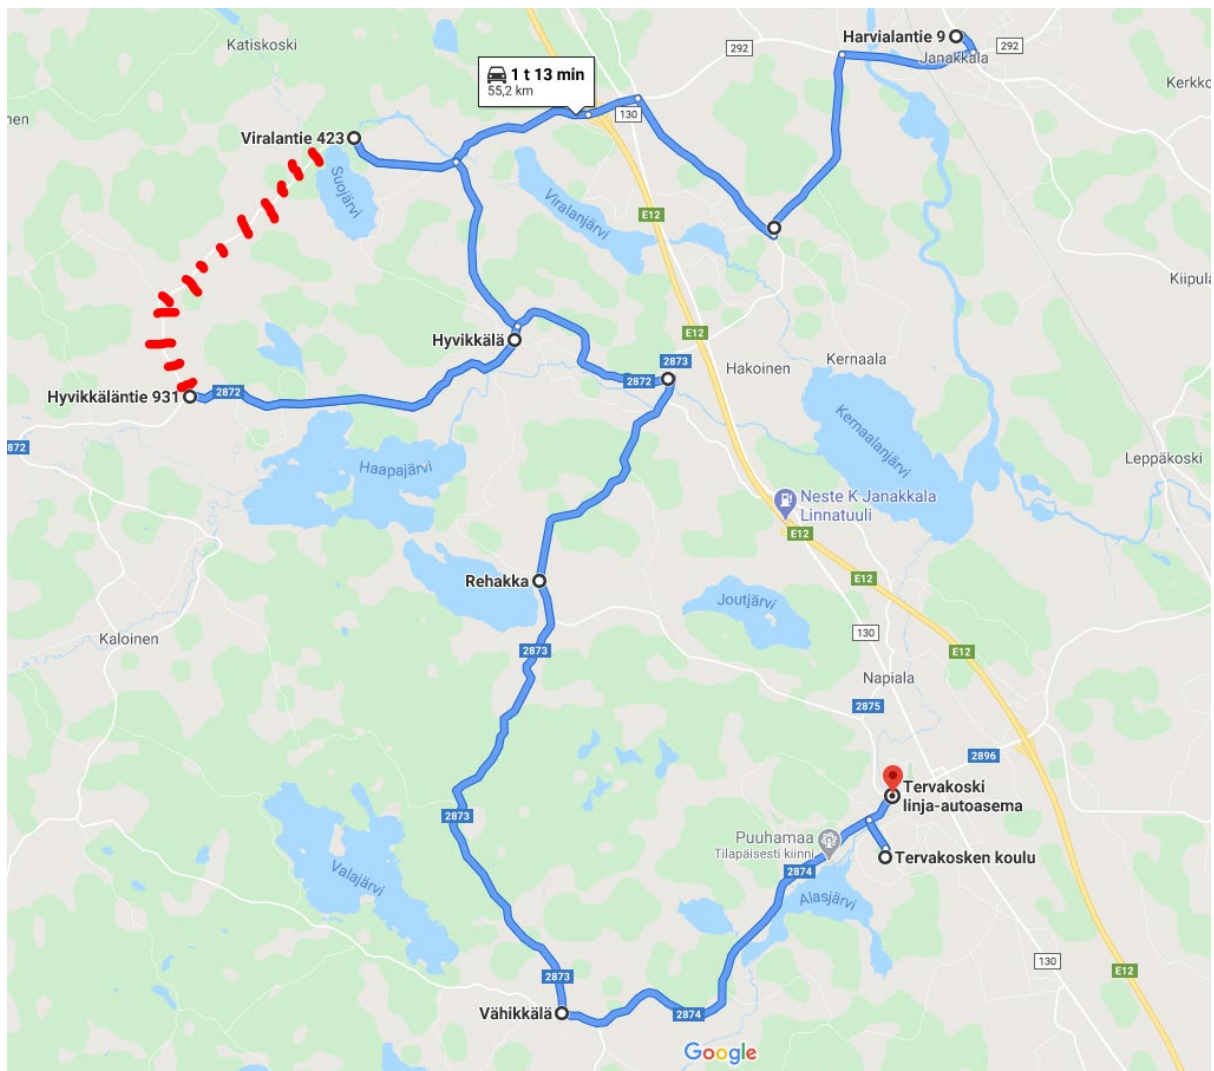 Katiskoski
292
Harvialantie 9
Janakkala
292
Kerkko
1 t 13 min
55,2 km
130
nen
Viralantie 423
Suojärvi
Viralanjärvi
E12
Kiipula
E12
Hyvikkälä
2873
Hakoinen
Kernaala
2872
Hyvikkäläntie 931
2872
872
Kernaalanjärvi
Haapajärvi
Leppäkoski
Neste K Janakkala
Linnatuuli
E12
Rehakka
E12
Joutjärvi
Kaloinen
130
2873
E12
Napiala
2875
2896
Tervakoski
linja-autoasema
2873
Puuhamaa
Tilapäisesti kiinni
Tervakosken koulu
2874
Valajärvi
Alasjärvi
130
E12
2873
Vähikkälä
2874
Google